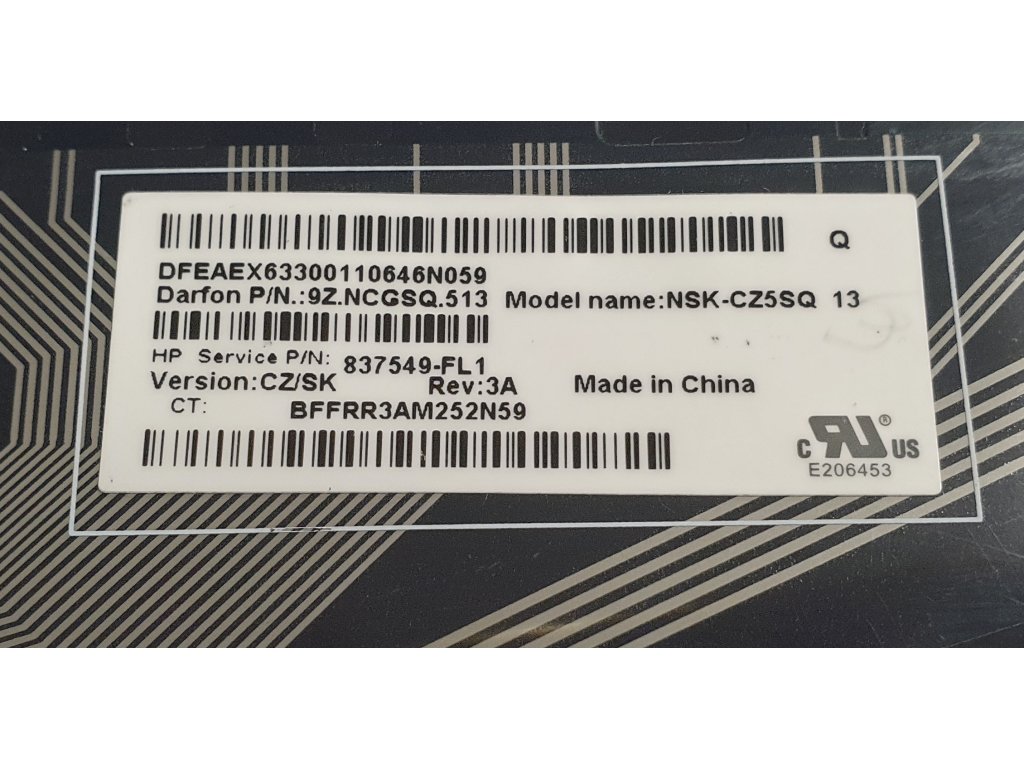 Q
DFEAEX63300110646N059
Darfon P/N.:9Z.NCGSQ.513 Model name:NSK-CZ5SQ 13
HP Service P/N: 837549-FL1
Version:CZ/SK Rev:3A Made in China
CT: BFFRR3AM252N59
c RU ® US
E206453